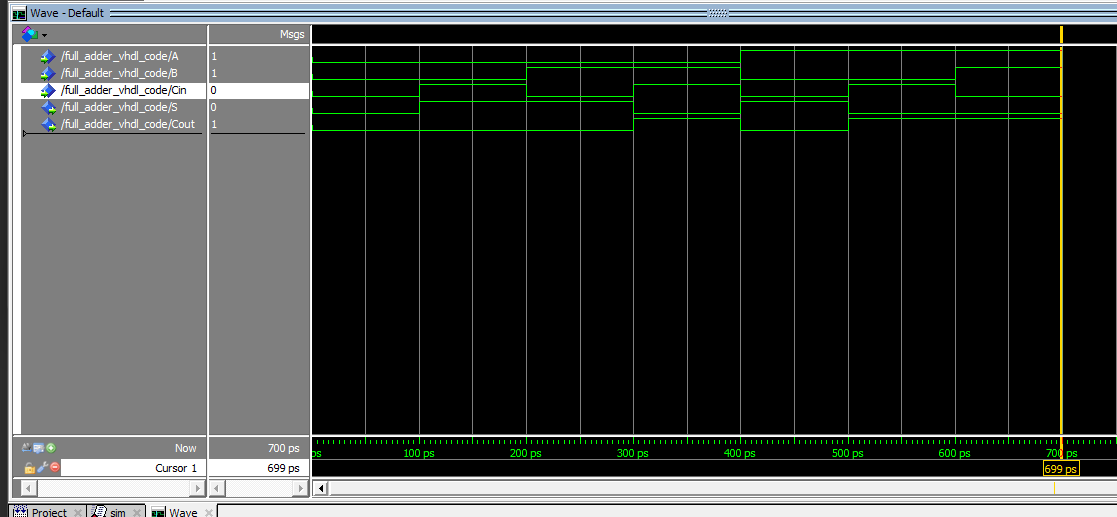 Wave - Default
Msgs
/full_adder_vhdl_code/A 1
/full_adder_vhdl_code/B 1
/full_adder_vhdl_code/Cin 0
/full_adder_vhdl_code/S 0
/full_adder_vhdl_code/Cout 1
Now 700 ps ps 100 ps 200 ps 300 ps 400 ps 500 ps 600 ps 700 ps
Cursor 1 699 ps 699 ps
Project sim Wave